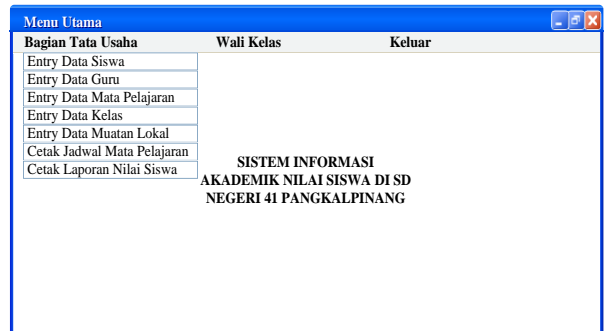 Menu Utama
Bagian Tata Usaha Wali Kelas Keluar
Entry Data Siswa
Entry Data Guru
Entry Data Mata Pelajaran
Entry Data Kelas
Entry Data Muatan Lokal
Cetak Jadwal Mata Pelajaran
Cetak Laporan Nilai Siswa
SISTEM INFORMASI
AKADEMIK NILAI SISWA DI SD
NEGERI 41 PANGKALPINANG